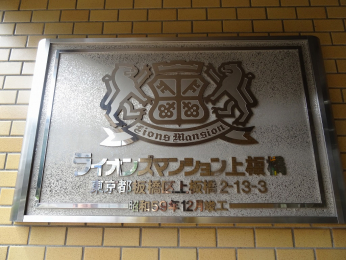 Lions Mansion
ライオンズマンション上板橋
東京都板橋区上板橋2-13-3
昭和59年12月竣工